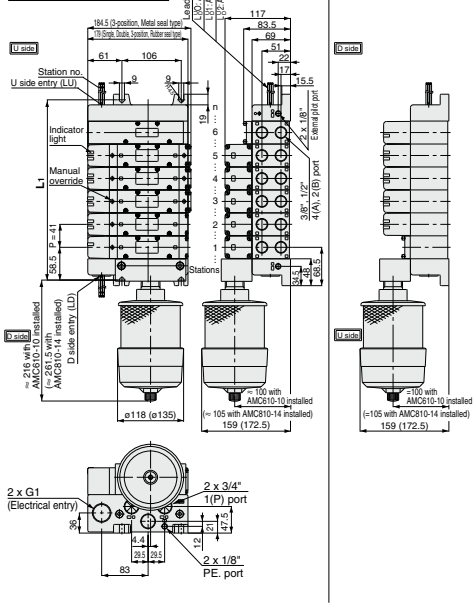 184.5 (3-position, Metal seal type)
179 (Single, Double, 3-position, Rubber seal type)
117
83.5
69
51
22
17
15.5
61
106
9
9
U side
D side
Station no.
U side entry (LU)
19
n
6
5
4
3
2
1
Stations
Indicator
light
Manual
override
L1
P = 41
58.5
2 x 1/8"
External pilot port
3/8", 1/2"
4(A), 2(B) port
34.5
48
68.5
D side
U side
D side entry (LD)
≈ 216 with
AMC610-10 installed
(≈ 261.5 with
AMC810-14 installed)
ø118 (ø135)
≈ 100 with
AMC610-10 installed
(≈ 105 with AMC810-14 installed)
159 (172.5)
=100 with
AMC610-10 installed
(=105 with AMC810-14 installed)
159 (172.5)
2 x G1
(Electrical entry)
36
2 x 3/4"
1(P) port
4.4
29.5
29.5
12
21
47.5
83
2 x 1/8"
PE. port